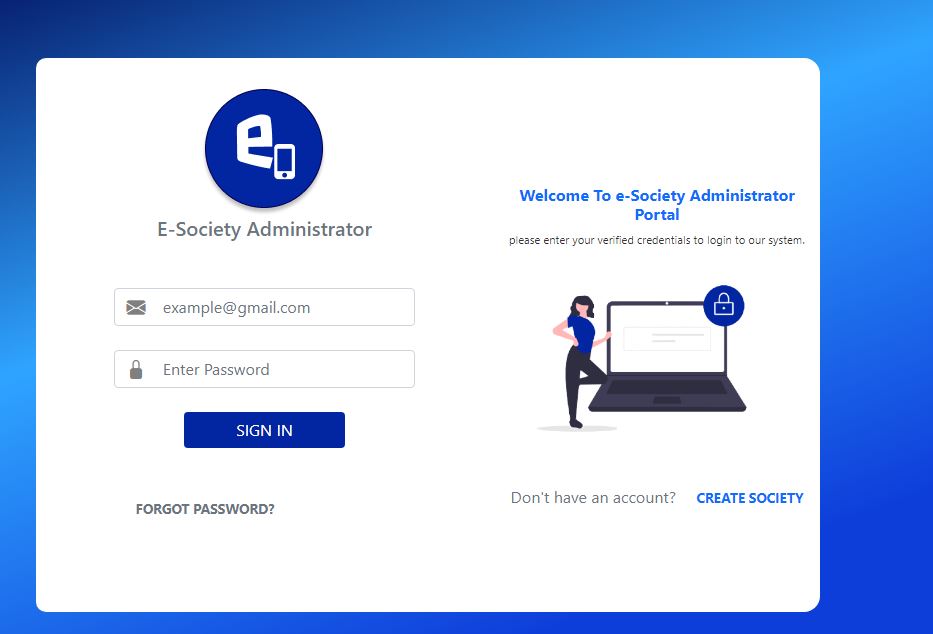 E-Society Administrator
example@gmail.com
Enter Password
SIGN IN
FORGOT PASSWORD?
Welcome To e-Society Administrator
Portal
please enter your verified credentials to login to our system.
Don't have an account? CREATE SOCIETY